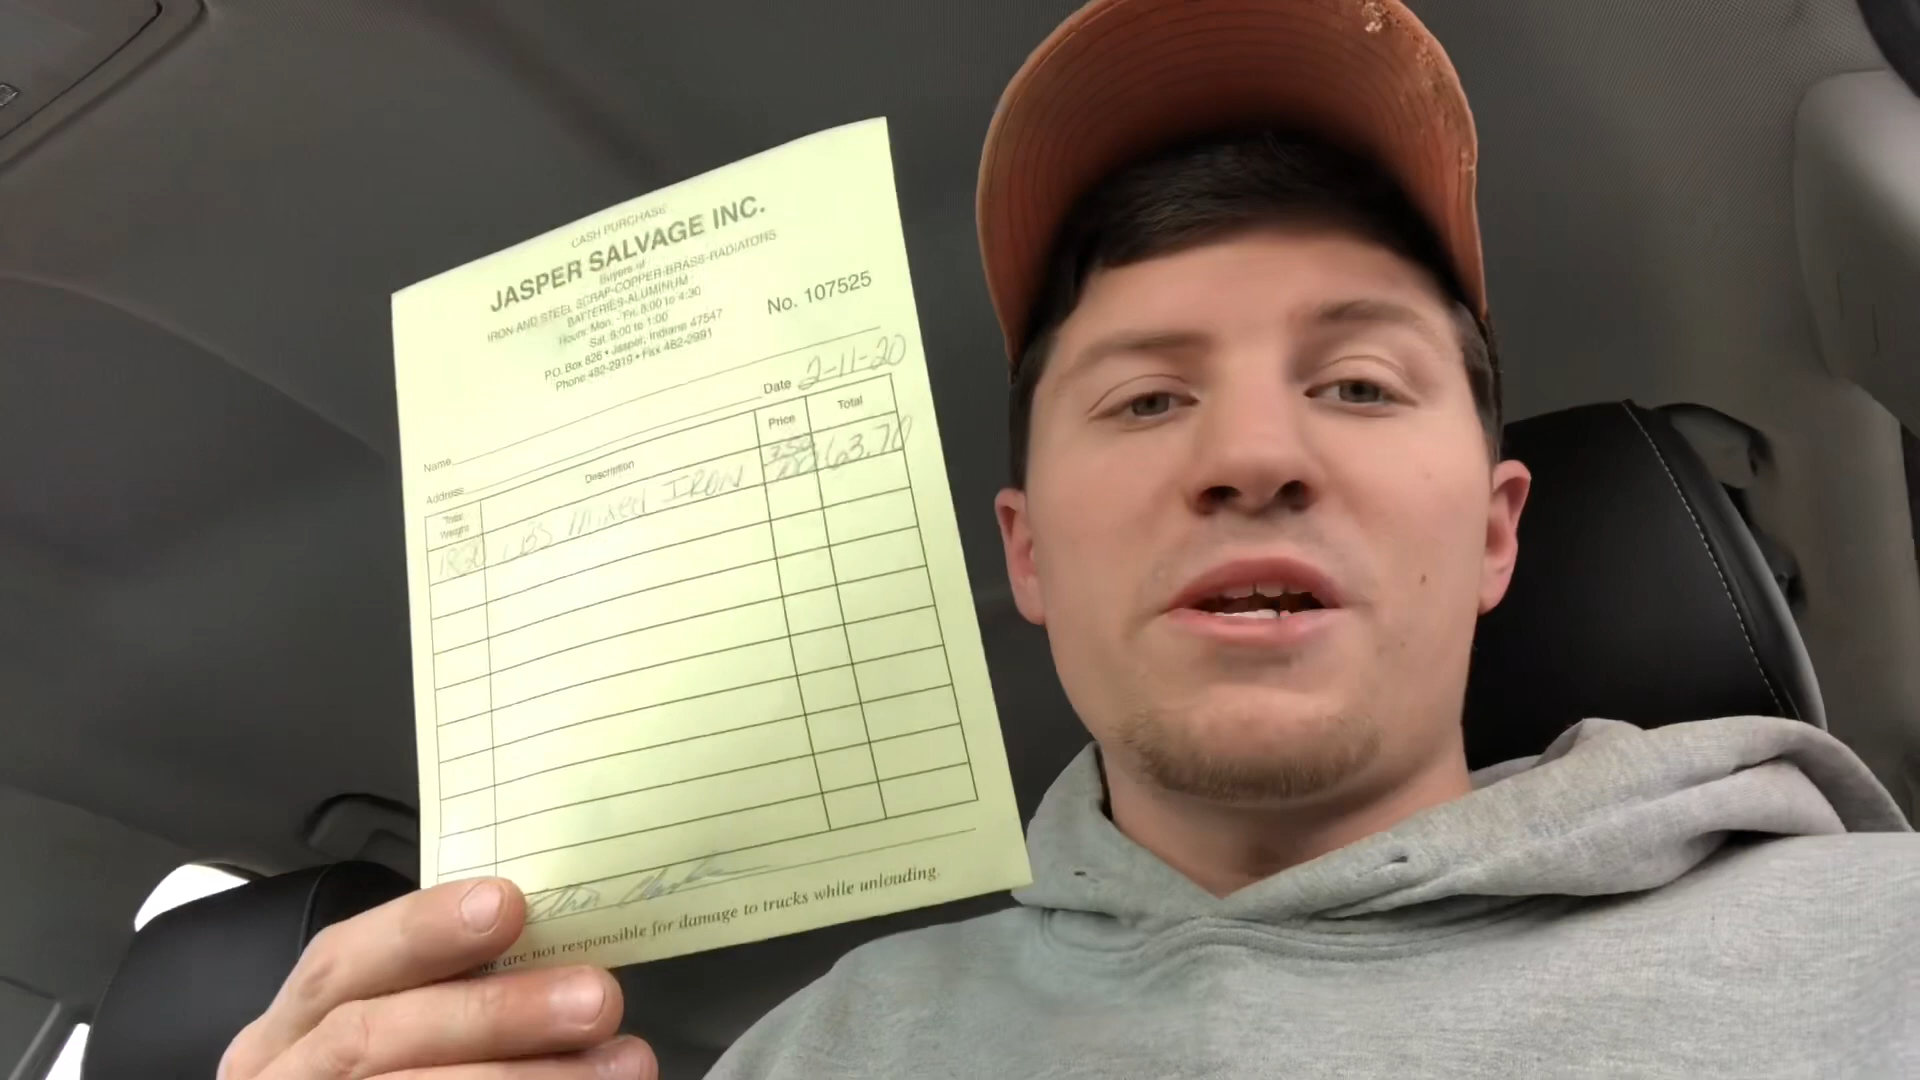 CASH PURCHASE
JASPER SALVAGE INC.
Buyers of
IRON AND STEEL SCRAP-COPPER-BRASS-RADIATORS
BATTERIES-ALUMINUM
Hours: Mon. - Fri. 8:00 to 4:30
Sat. 8:00 to 1:00
P.O. Box 626 • Jasper, Indiana 47547
Phone 482-2919 • Fax 482-2991
No. 107525
Name
Date 2-11-20
Address
Total Weight Description Price Total
1820 LBS Mixed IRON 63.70
We are not responsible for damage to trucks while unloading.